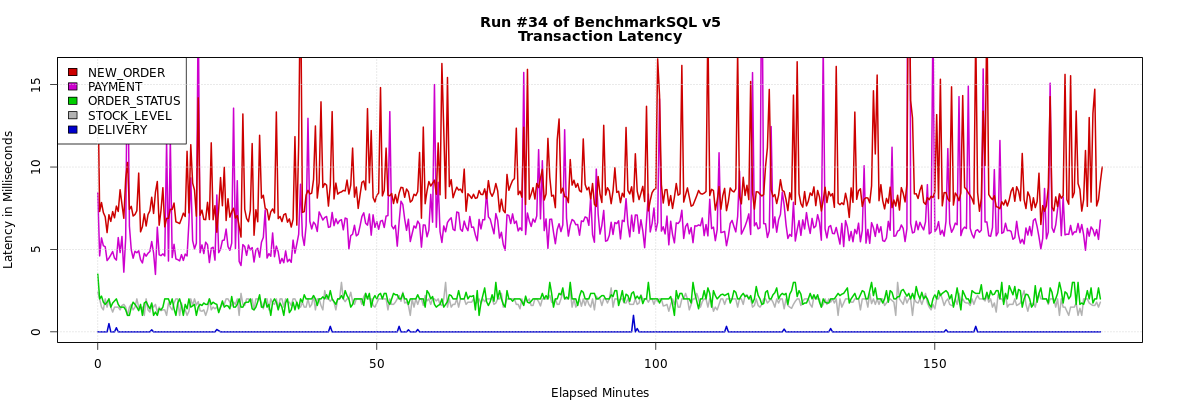 Run #34 of BenchmarkSQL v5
Transaction Latency
NEW_ORDER
PAYMENT
ORDER_STATUS
STOCK_LEVEL
DELIVERY
Latency in Milliseconds
15
10
5
0
0 50 100 150
Elapsed Minutes